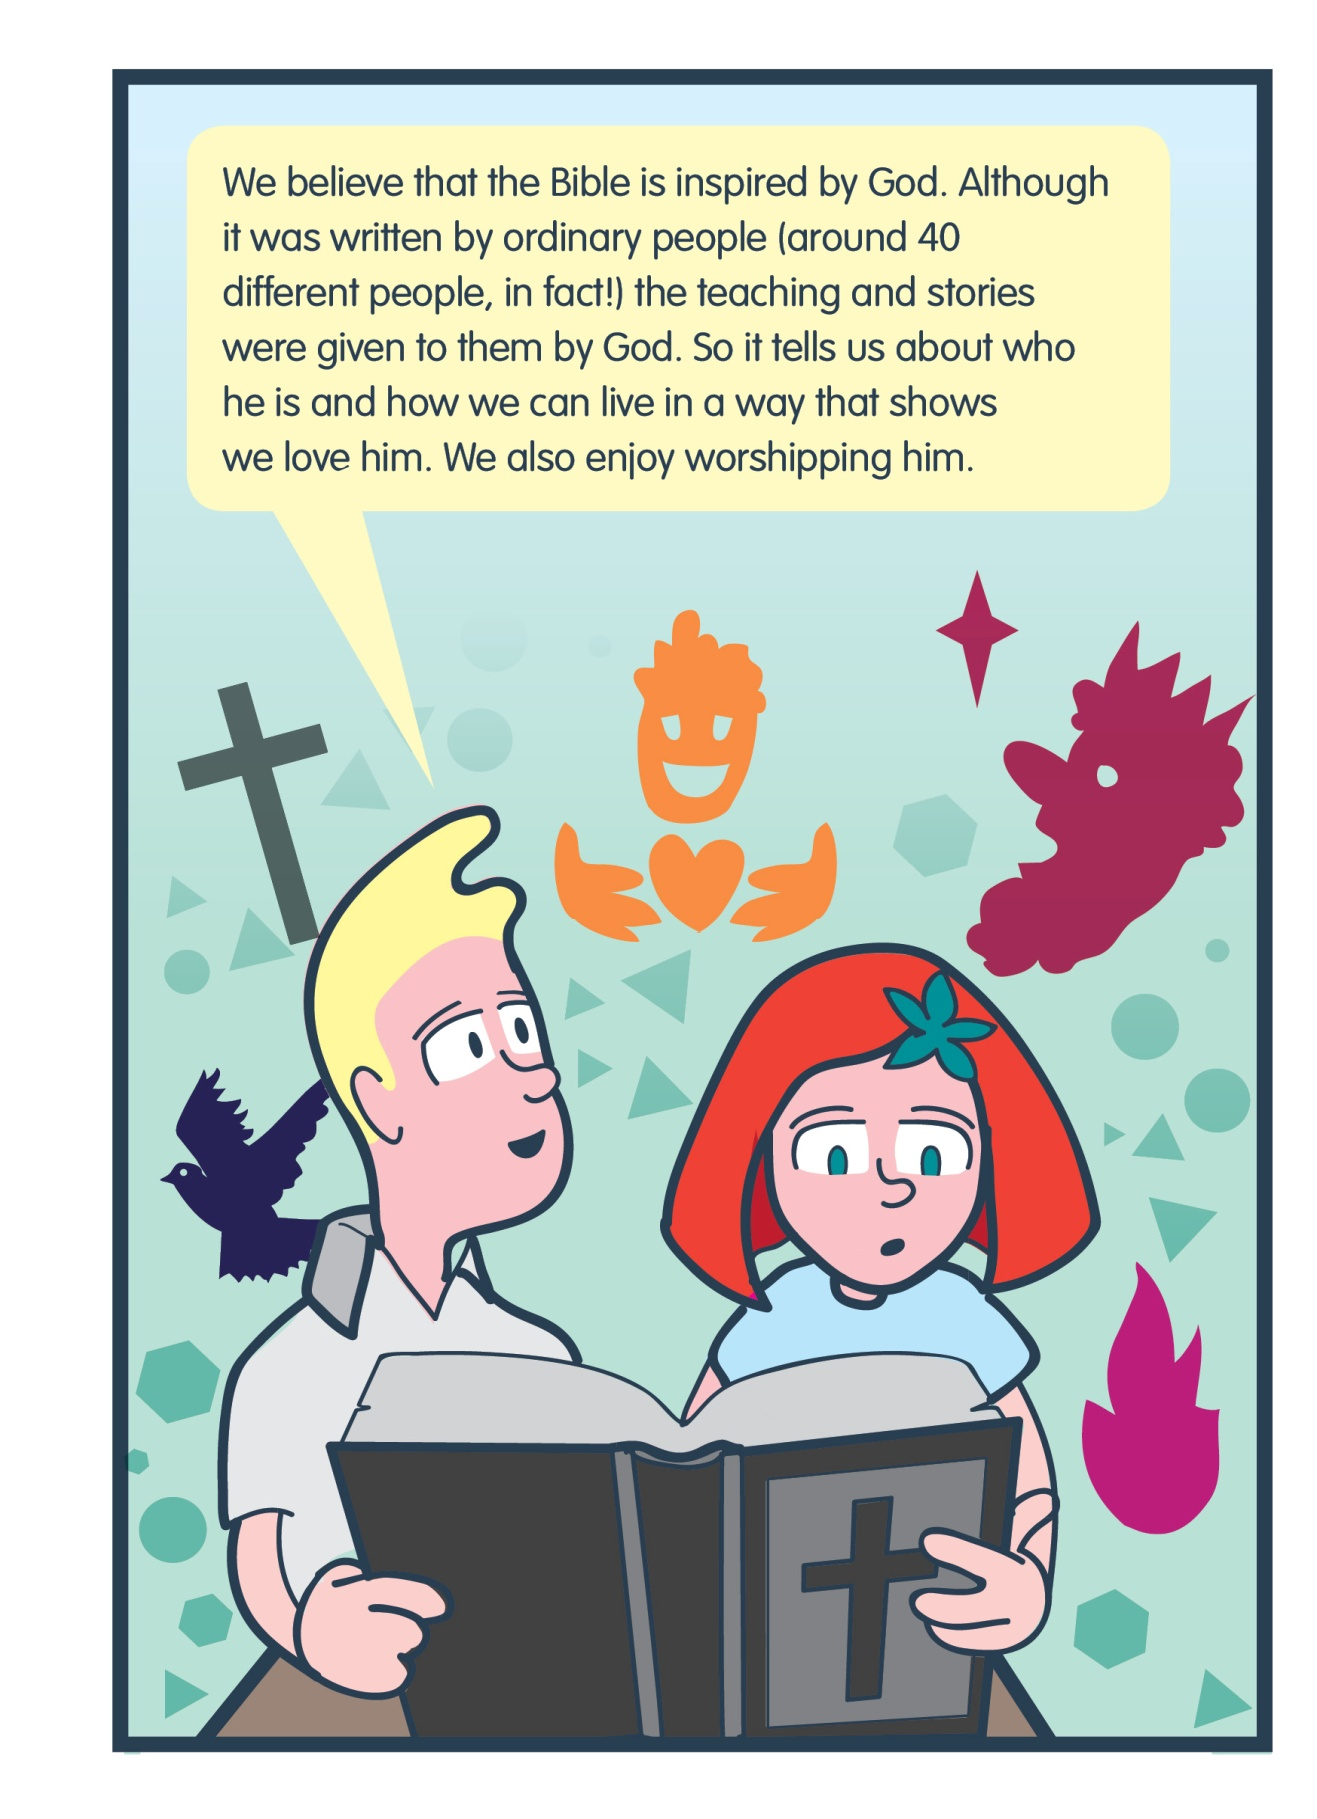 We believe that the Bible is inspired by God. Although
it was written by ordinary people (around 40
different people, in fact!) the teaching and stories
were given to them by God. So it tells us about who
he is and how we can live in a way that shows
we love him. We also enjoy worshipping him.